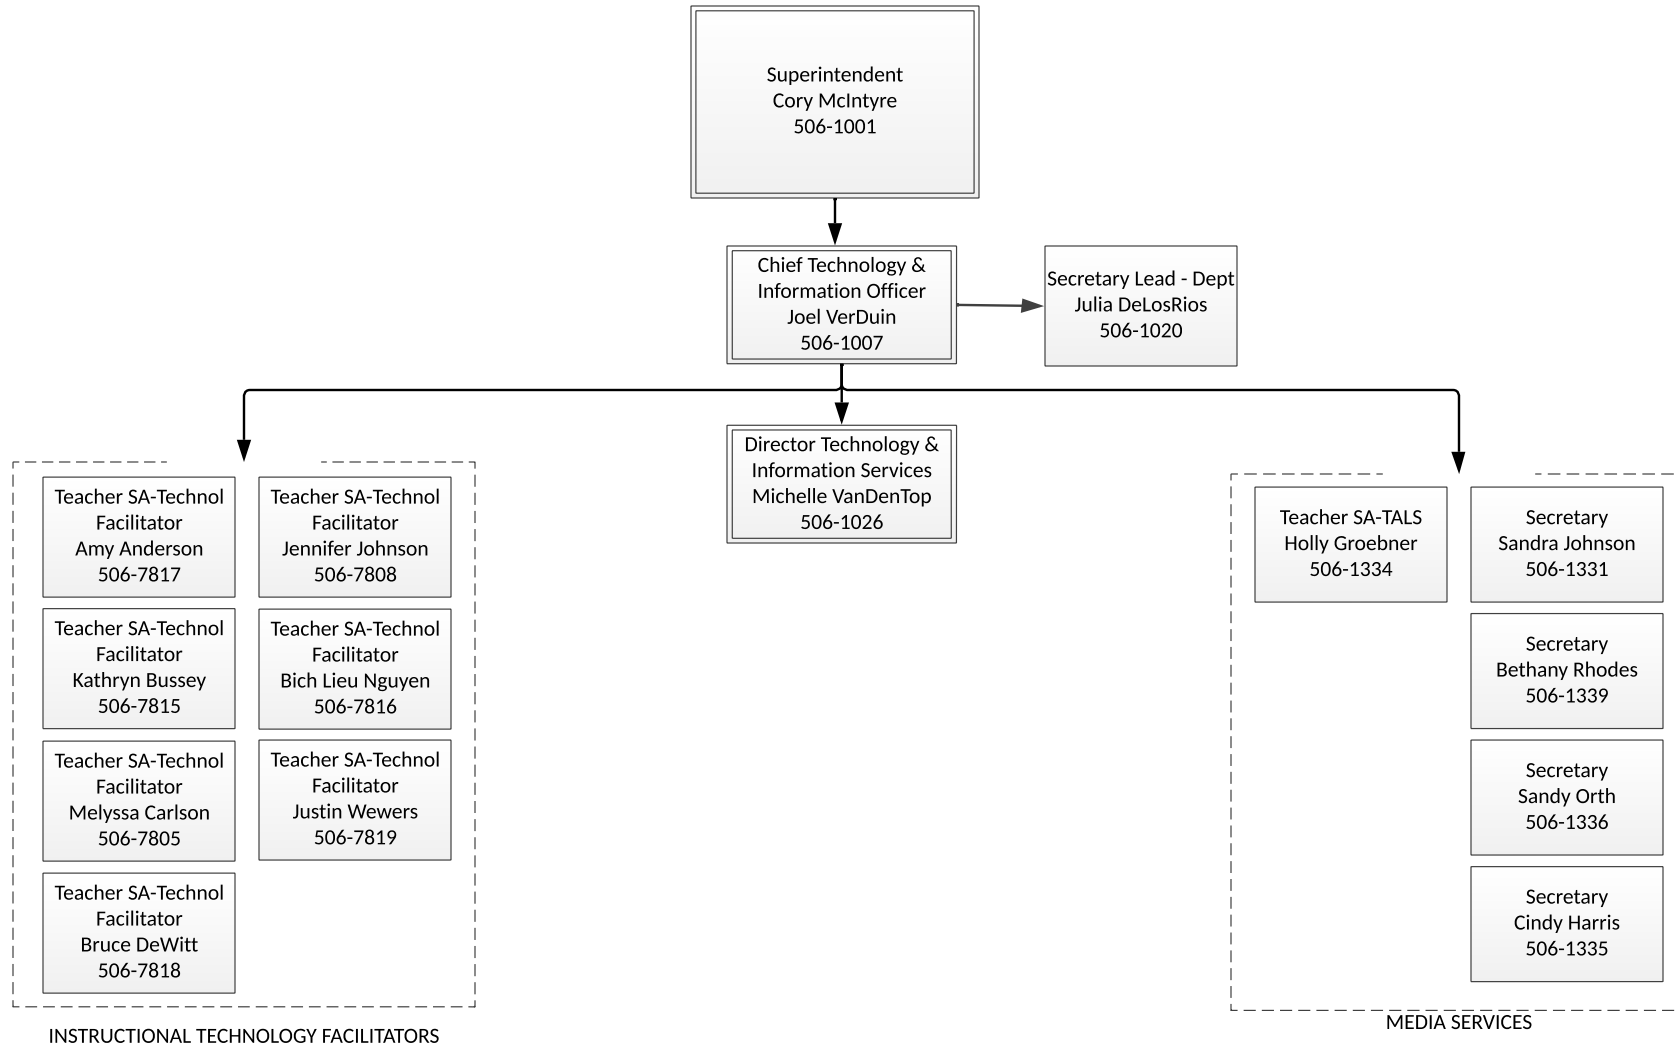 Superintendent
Cory McIntyre
506-1001
Chief Technology &
Information Officer
Joel VerDuin
506-1007
Secretary Lead - Dept
Julia DeLosRios
506-1020
Director Technology &
Information Services
Michelle VanDenTop
506-1026
Teacher SA-Technol
Facilitator
Amy Anderson
506-7817
Teacher SA-Technol
Facilitator
Jennifer Johnson
506-7808
Teacher SA-Technol
Facilitator
Kathryn Bussey
506-7815
Teacher SA-Technol
Facilitator
Bich Lieu Nguyen
506-7816
Teacher SA-Technol
Facilitator
Melyssa Carlson
506-7805
Teacher SA-Technol
Facilitator
Justin Wewers
506-7819
Teacher SA-Technol
Facilitator
Bruce DeWitt
506-7818
INSTRUCTIONAL TECHNOLOGY FACILITATORS
Teacher SA-TALS
Holly Groebner
506-1334
Secretary
Sandra Johnson
506-1331
Secretary
Bethany Rhodes
506-1339
Secretary
Sandy Orth
506-1336
Secretary
Cindy Harris
506-1335
MEDIA SERVICES